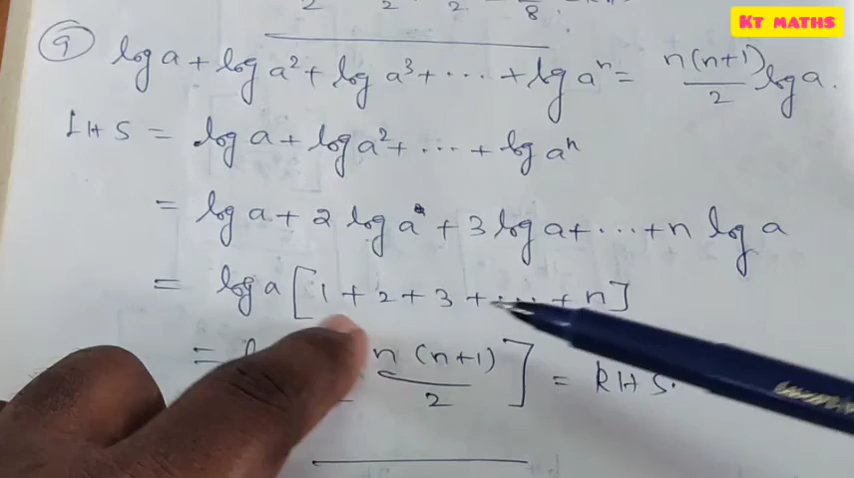 KT MATHS
9 log a + log a² + log a³ + ... + log aⁿ = n(n+1)/2 log a.
LHS = log a + log a² + ... + log aⁿ
= log a + 2 log a + 3 log a + ... + n log a
= log a [1 + 2 + 3 + ... + n]
= n(n+1)/2 ] = RHS.